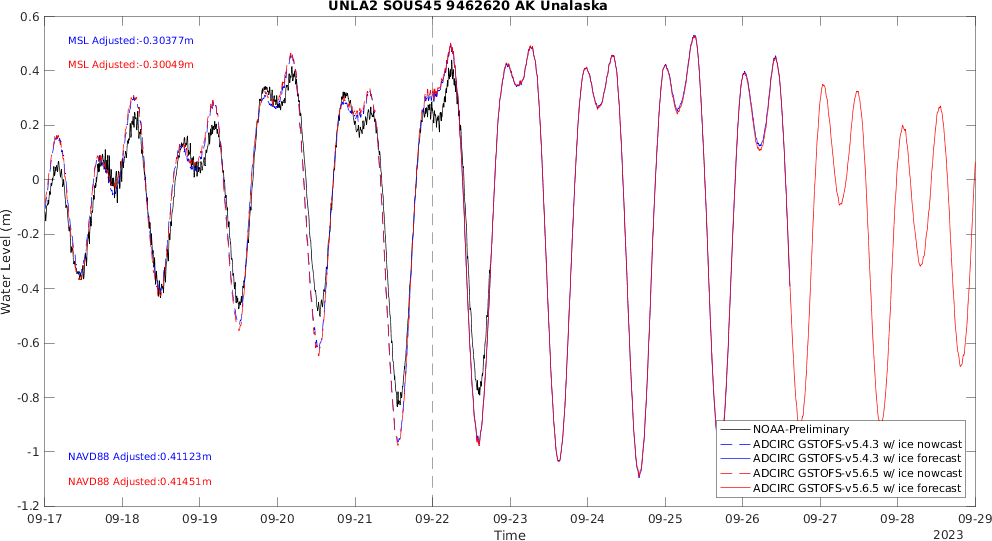 UNLA2 SOUS45 9462620 AK Unalaska
0.6
MSL Adjusted:-0.30377m
MSL Adjusted:-0.30049m
0.4
0.2
0
-0.2
-0.4
-0.6
-0.8
-1
-1.2
Water Level (m)
NAVD88 Adjusted:0.41123m
NAVD88 Adjusted:0.41451m
NOAA-Preliminary
ADCIRC GSTOFS-v5.4.3 w/ ice nowcast
ADCIRC GSTOFS-v5.4.3 w/ ice forecast
ADCIRC GSTOFS-v5.6.5 w/ ice nowcast
ADCIRC GSTOFS-v5.6.5 w/ ice forecast
09-17 09-18 09-19 09-20 09-21 09-22 09-23 09-24 09-25 09-26 09-27 09-28 09-29
Time
2023